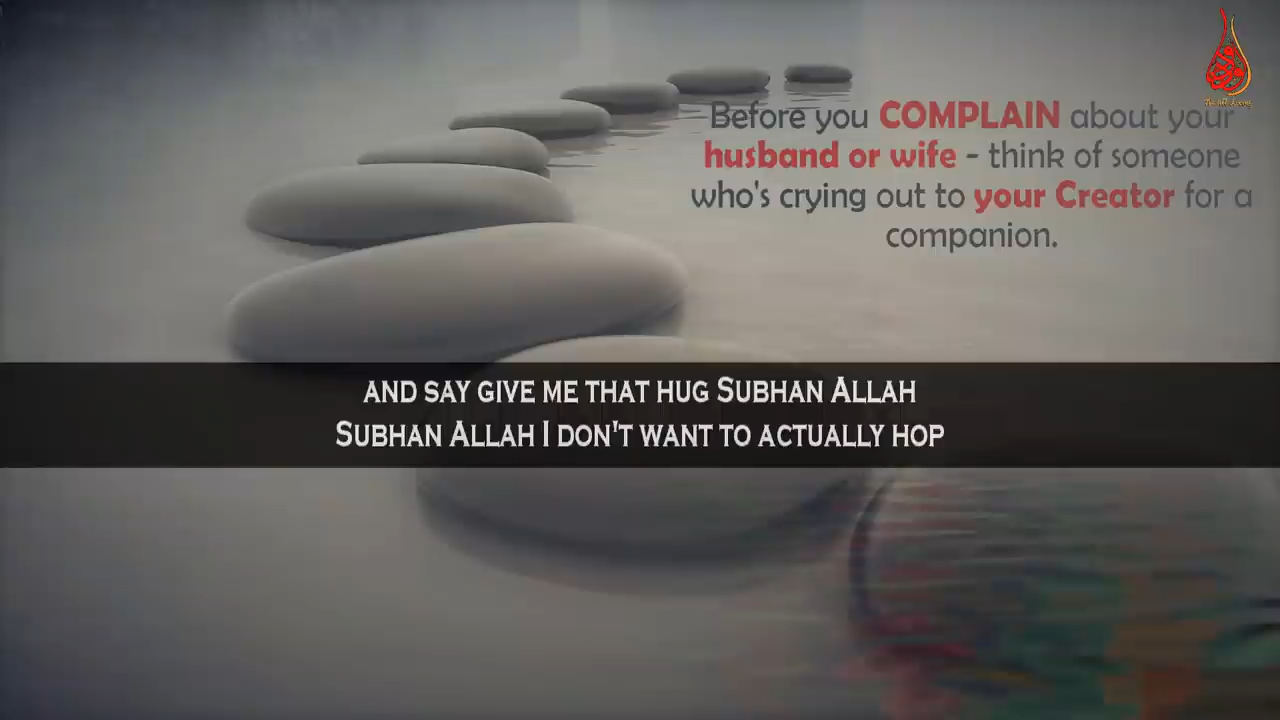 Before you COMPLAIN about your
husband or wife - think of someone
who's crying out to your Creator for a
companion.
AND SAY GIVE ME THAT HUG SUBHAN ALLAH
SUBHAN ALLAH I DON'T WANT TO ACTUALLY HOP